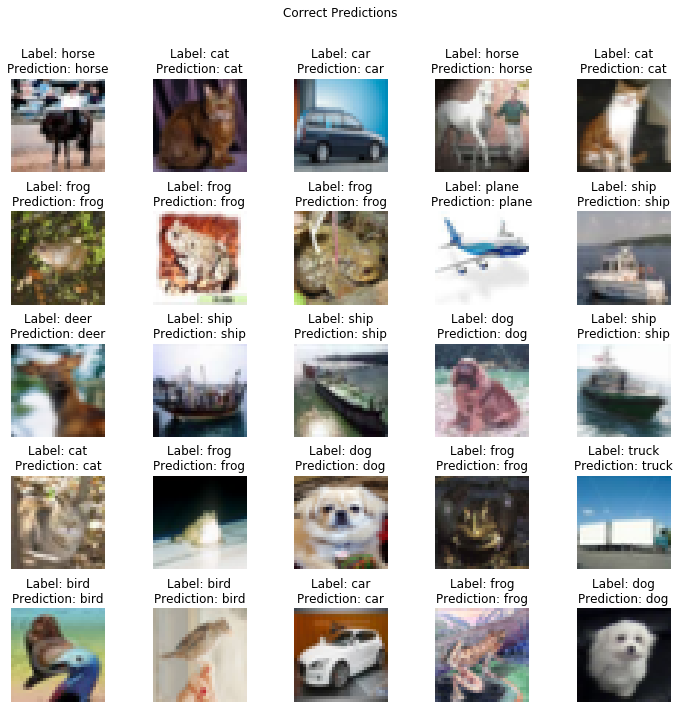 Correct Predictions
Label: horse
Prediction: horse
Label: cat
Prediction: cat
Label: car
Prediction: car
Label: horse
Prediction: horse
Label: cat
Prediction: cat
Label: frog
Prediction: frog
Label: frog
Prediction: frog
Label: frog
Prediction: frog
Label: plane
Prediction: plane
Label: ship
Prediction: ship
Label: deer
Prediction: deer
Label: ship
Prediction: ship
Label: ship
Prediction: ship
Label: dog
Prediction: dog
Label: ship
Prediction: ship
Label: cat
Prediction: cat
Label: frog
Prediction: frog
Label: dog
Prediction: dog
Label: frog
Prediction: frog
Label: truck
Prediction: truck
Label: bird
Prediction: bird
Label: bird
Prediction: bird
Label: car
Prediction: car
Label: frog
Prediction: frog
Label: dog
Prediction: dog